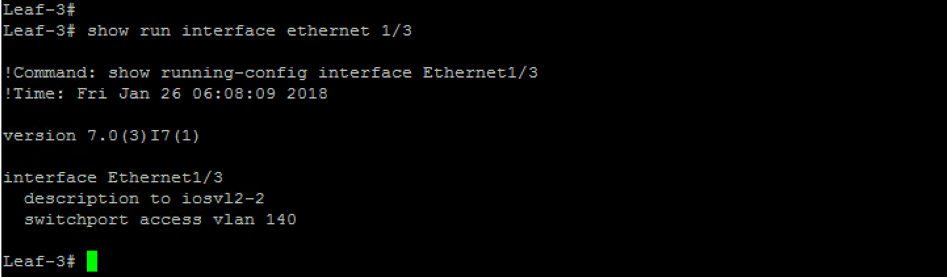 Leaf-3#
Leaf-3# show run interface ethernet 1/3
!Command: show running-config interface Ethernet1/3
!Time: Fri Jan 26 06:08:09 2018
version 7.0(3)I7(1)
interface Ethernet1/3
description to iosvl2-2
switchport access vlan 140
Leaf-3#